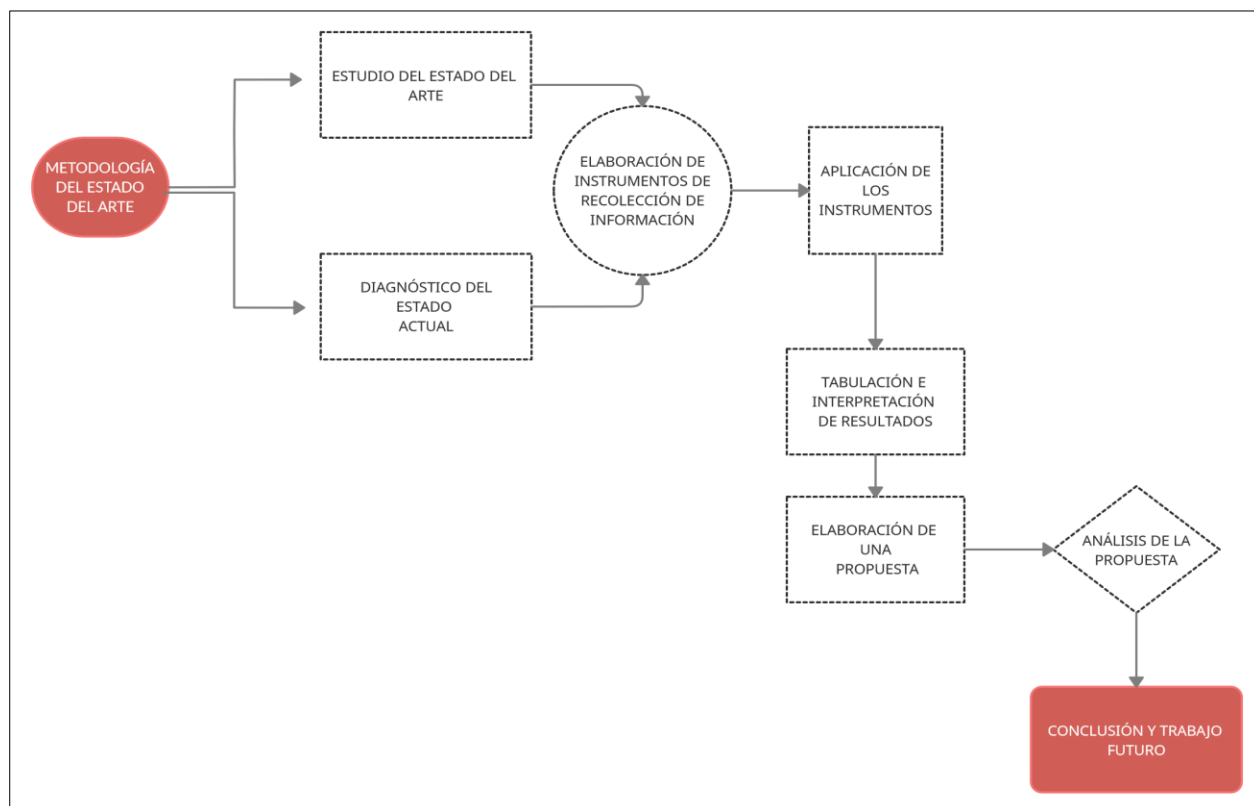 METODOLOGÍA
DEL ESTADO
DEL ARTE
ESTUDIO DEL ESTADO DEL
ARTE
DIAGNÓSTICO DEL
ESTADO
ACTUAL
ELABORACIÓN DE
INSTRUMENTOS DE
RECOLECCIÓN DE
INFORMACIÓN
APLICACIÓN DE
LOS
INSTRUMENTOS
TABULACIÓN E
INTERPRETACIÓN
DE RESULTADOS
ELABORACIÓN DE
UNA
PROPUESTA
ANÁLISIS DE LA
PROPUESTA
CONCLUSIÓN Y TRABAJO
FUTURO